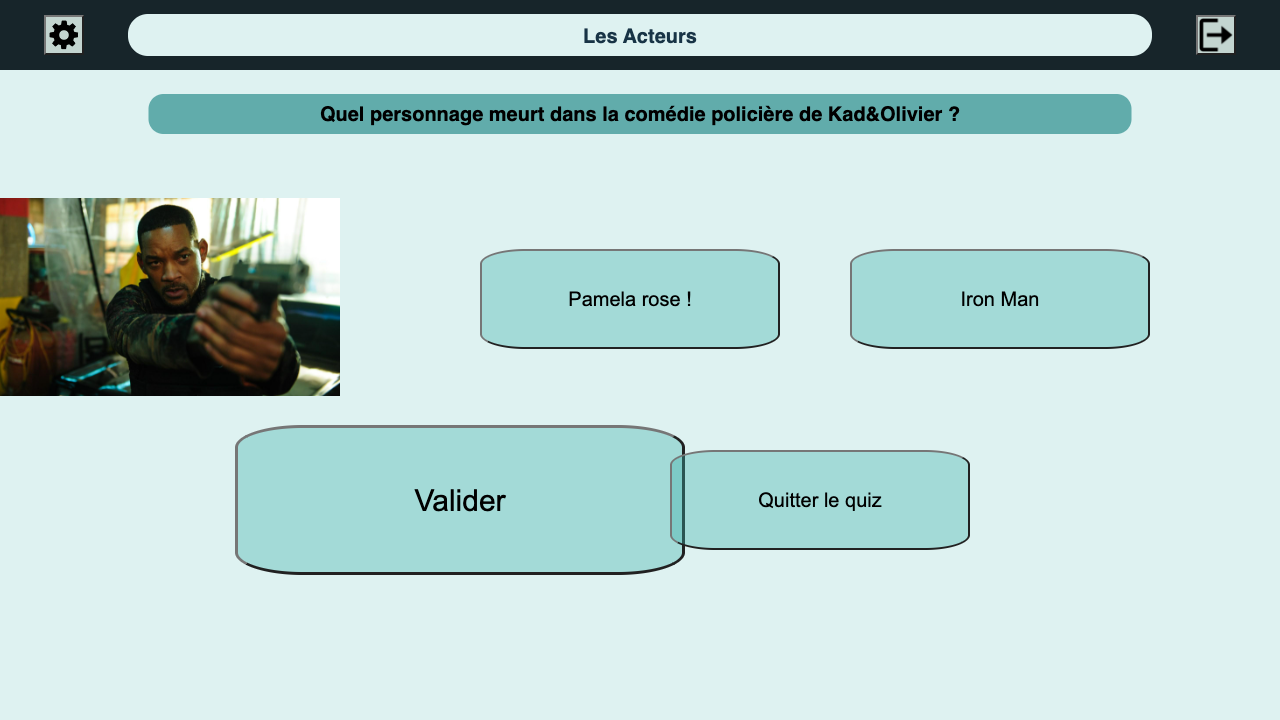 Les Acteurs
Quel personnage meurt dans la comédie policière de Kad&Olivier ?
Pamela rose !
Iron Man
Valider
Quitter le quiz